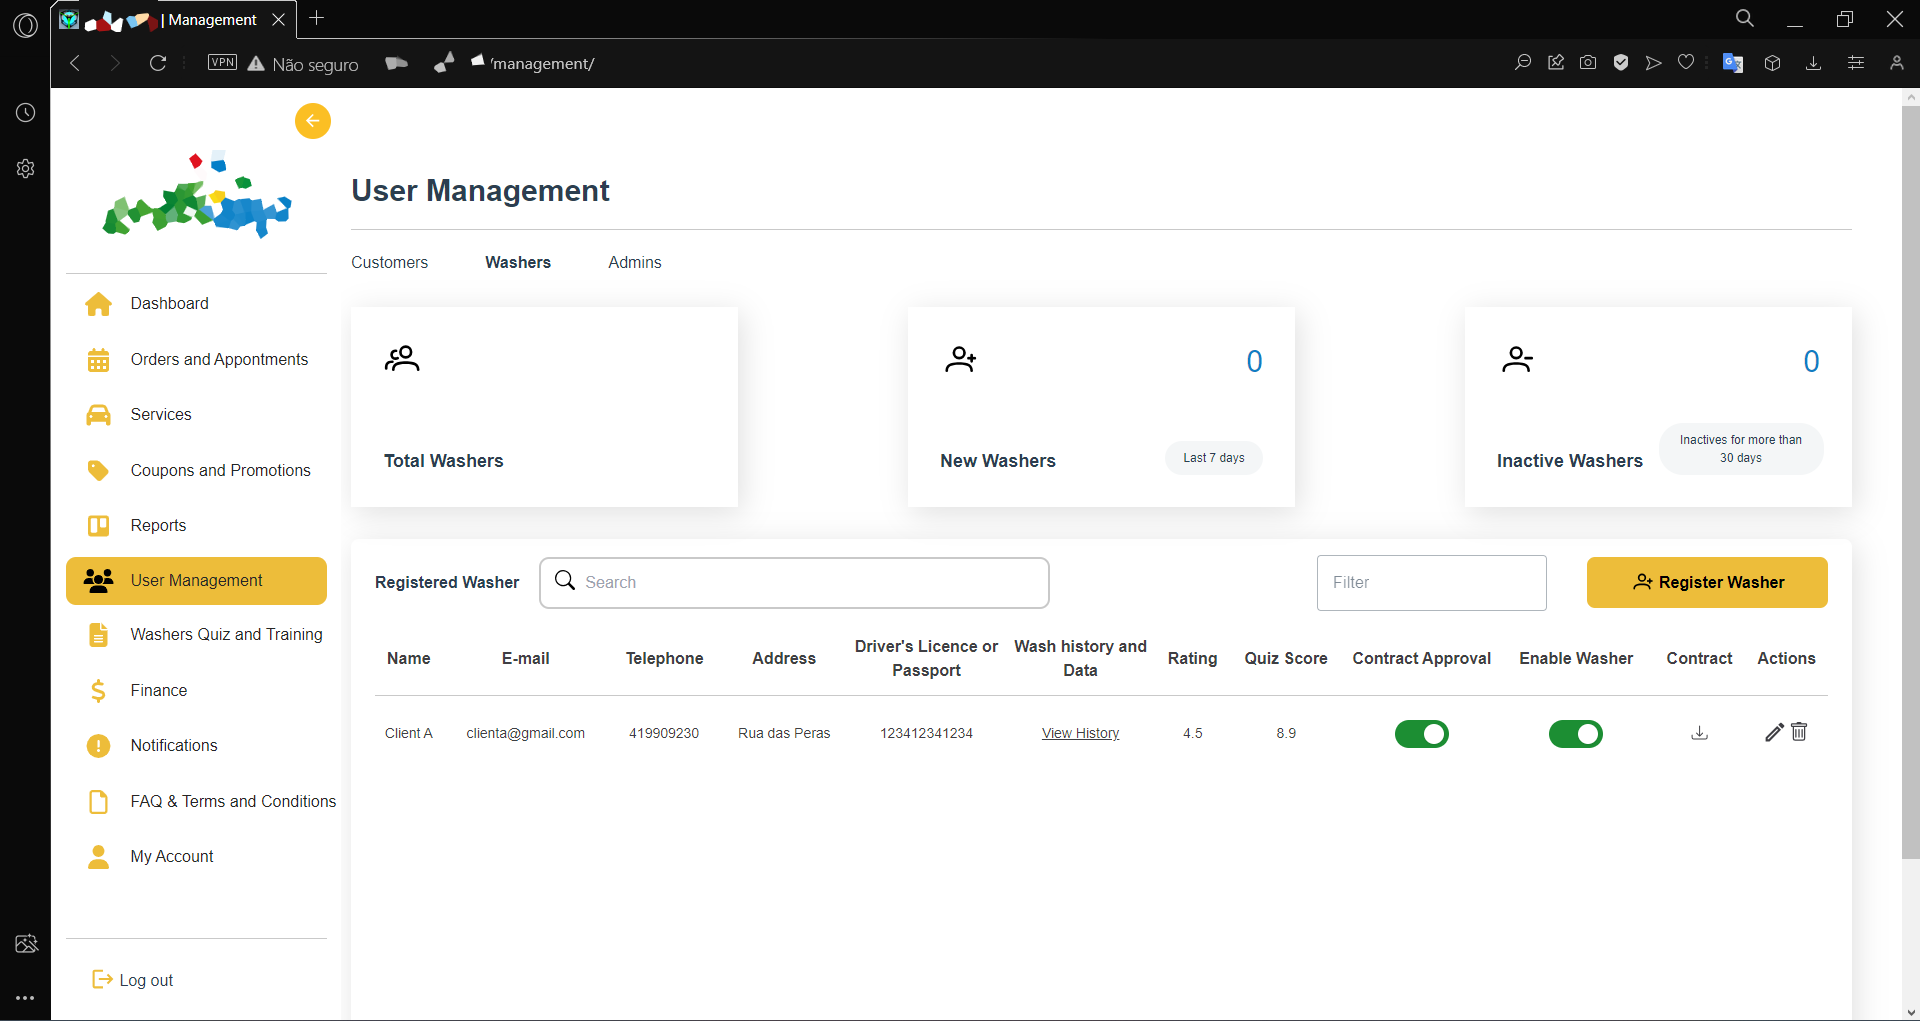 | Management
VPN
Não seguro
/management/
User Management
Customers
Washers
Admins
Dashboard
Orders and Appontments
Services
Coupons and Promotions
Reports
User Management
Washers Quiz and Training
Finance
Notifications
FAQ & Terms and Conditions
My Account
Log out
Total Washers
0
New Washers
Last 7 days
0
Inactive Washers
Inactives for more than
30 days
Registered Washer
Search
Filter
Register Washer
Name
E-mail
Telephone
Address
Driver's Licence or
Passport
Wash history and
Data
Rating
Quiz Score
Contract Approval
Enable Washer
Contract
Actions
Client A
clienta@gmail.com
419909230
Rua das Peras
123412341234
View History
4.5
8.9